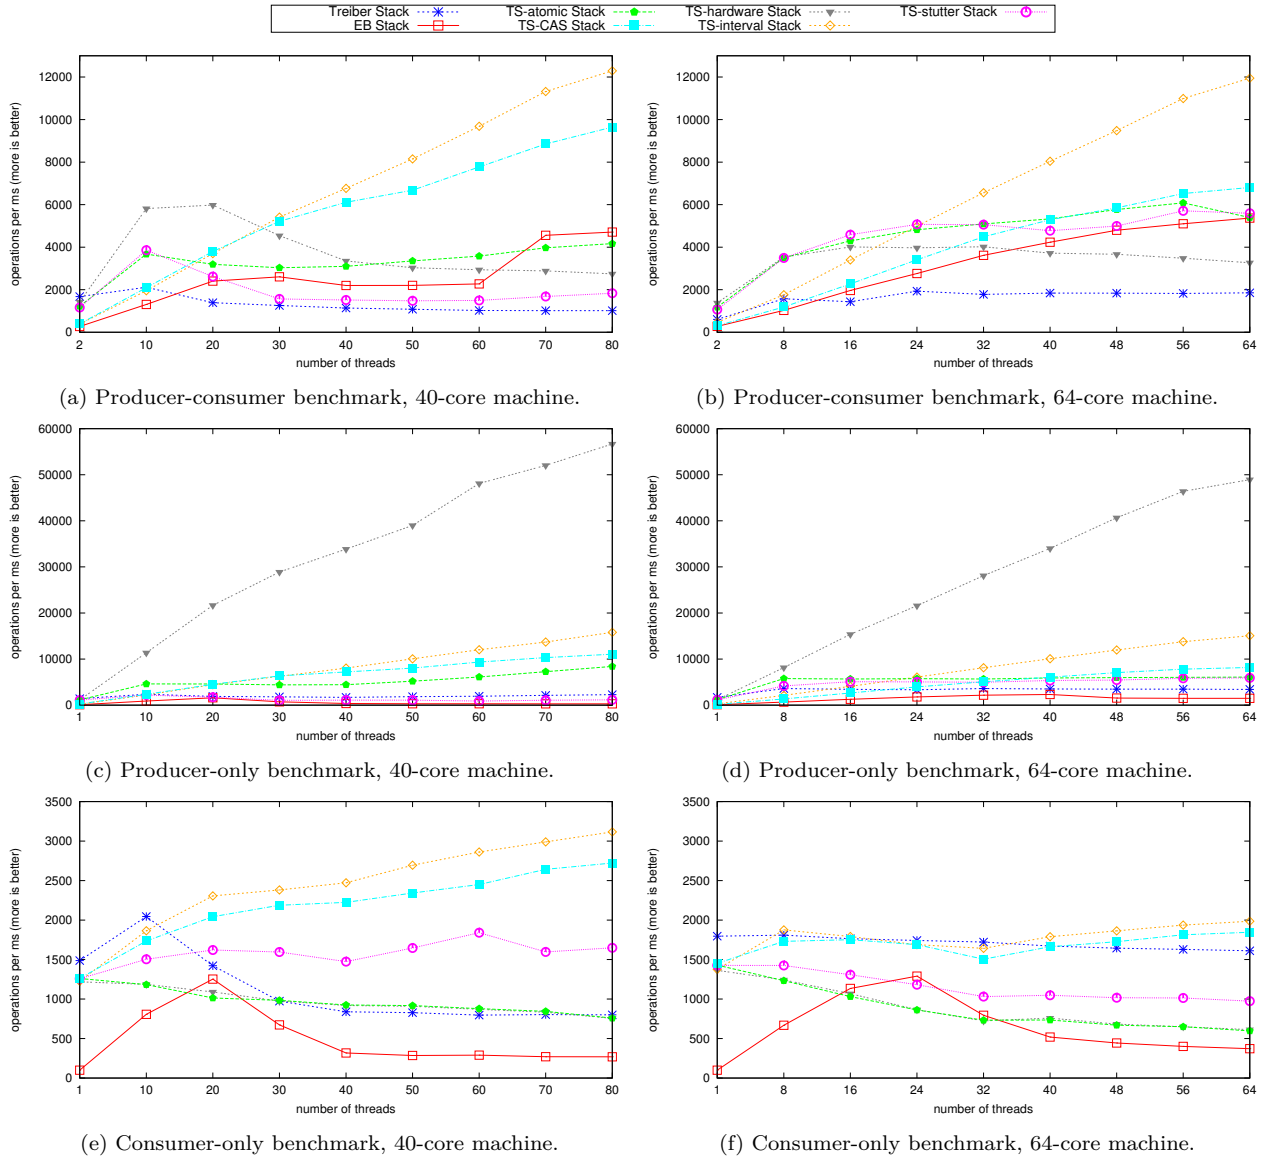 Treiber Stack TS-atomic Stack TS-hardware Stack TS-stutter Stack
EB Stack TS-CAS Stack TS-interval Stack
operations per ms (more is better)
12000
10000
8000
6000
4000
2000
0
2 10 20 30 40 50 60 70 80
number of threads
(a) Producer-consumer benchmark, 40-core machine.
operations per ms (more is better)
12000
10000
8000
6000
4000
2000
0
2 8 16 24 32 40 48 56 64
number of threads
(b) Producer-consumer benchmark, 64-core machine.
operations per ms (more is better)
60000
50000
40000
30000
20000
10000
0
1 10 20 30 40 50 60 70 80
number of threads
(c) Producer-only benchmark, 40-core machine.
operations per ms (more is better)
60000
50000
40000
30000
20000
10000
0
1 8 16 24 32 40 48 56 64
number of threads
(d) Producer-only benchmark, 64-core machine.
operations per ms (more is better)
3500
3000
2500
2000
1500
1000
500
0
1 10 20 30 40 50 60 70 80
number of threads
(e) Consumer-only benchmark, 40-core machine.
operations per ms (more is better)
3500
3000
2500
2000
1500
1000
500
0
1 8 16 24 32 40 48 56 64
number of threads
(f) Consumer-only benchmark, 64-core machine.